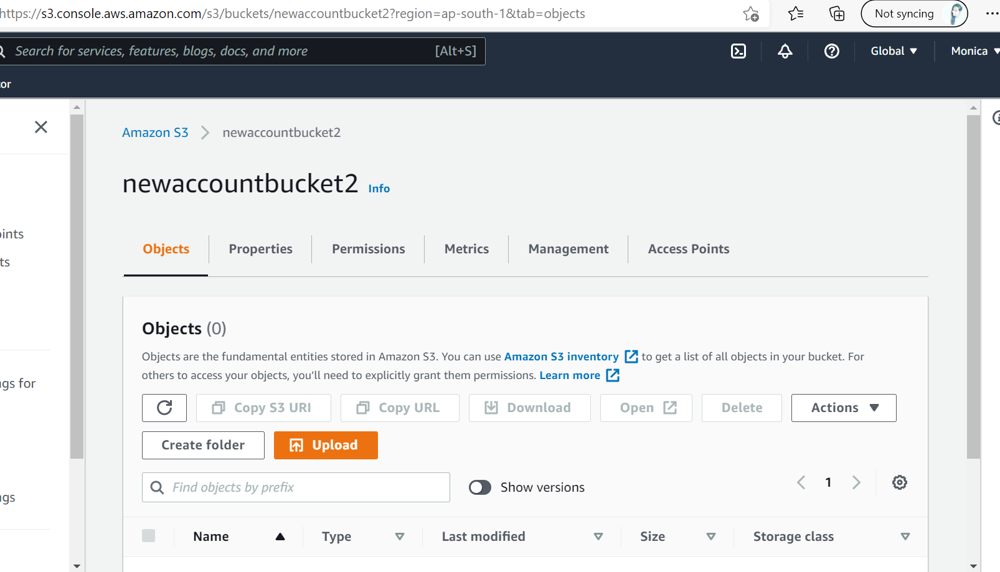 https://s3.console.aws.amazon.com/s3/buckets/newaccountbucket2?region=ap-south-1&tab=objects
Not syncing
Search for services, features, blogs, docs, and more [Alt+S]
Global ▼ Monica ▼
or
Amazon S3 > newaccountbucket2
newaccountbucket2 Info
oints
ts
Objects Properties Permissions Metrics Management Access Points
Objects (0)
Objects are the fundamental entities stored in Amazon S3. You can use Amazon S3 inventory to get a list of all objects in your bucket. For
others to access your objects, you’ll need to explicitly grant them permissions. Learn more
gs for
Copy S3 URI Copy URL Download Open Delete Actions ▼
Create folder Upload
Find objects by prefix Show versions 1
gs
Name Type Last modified Size Storage class